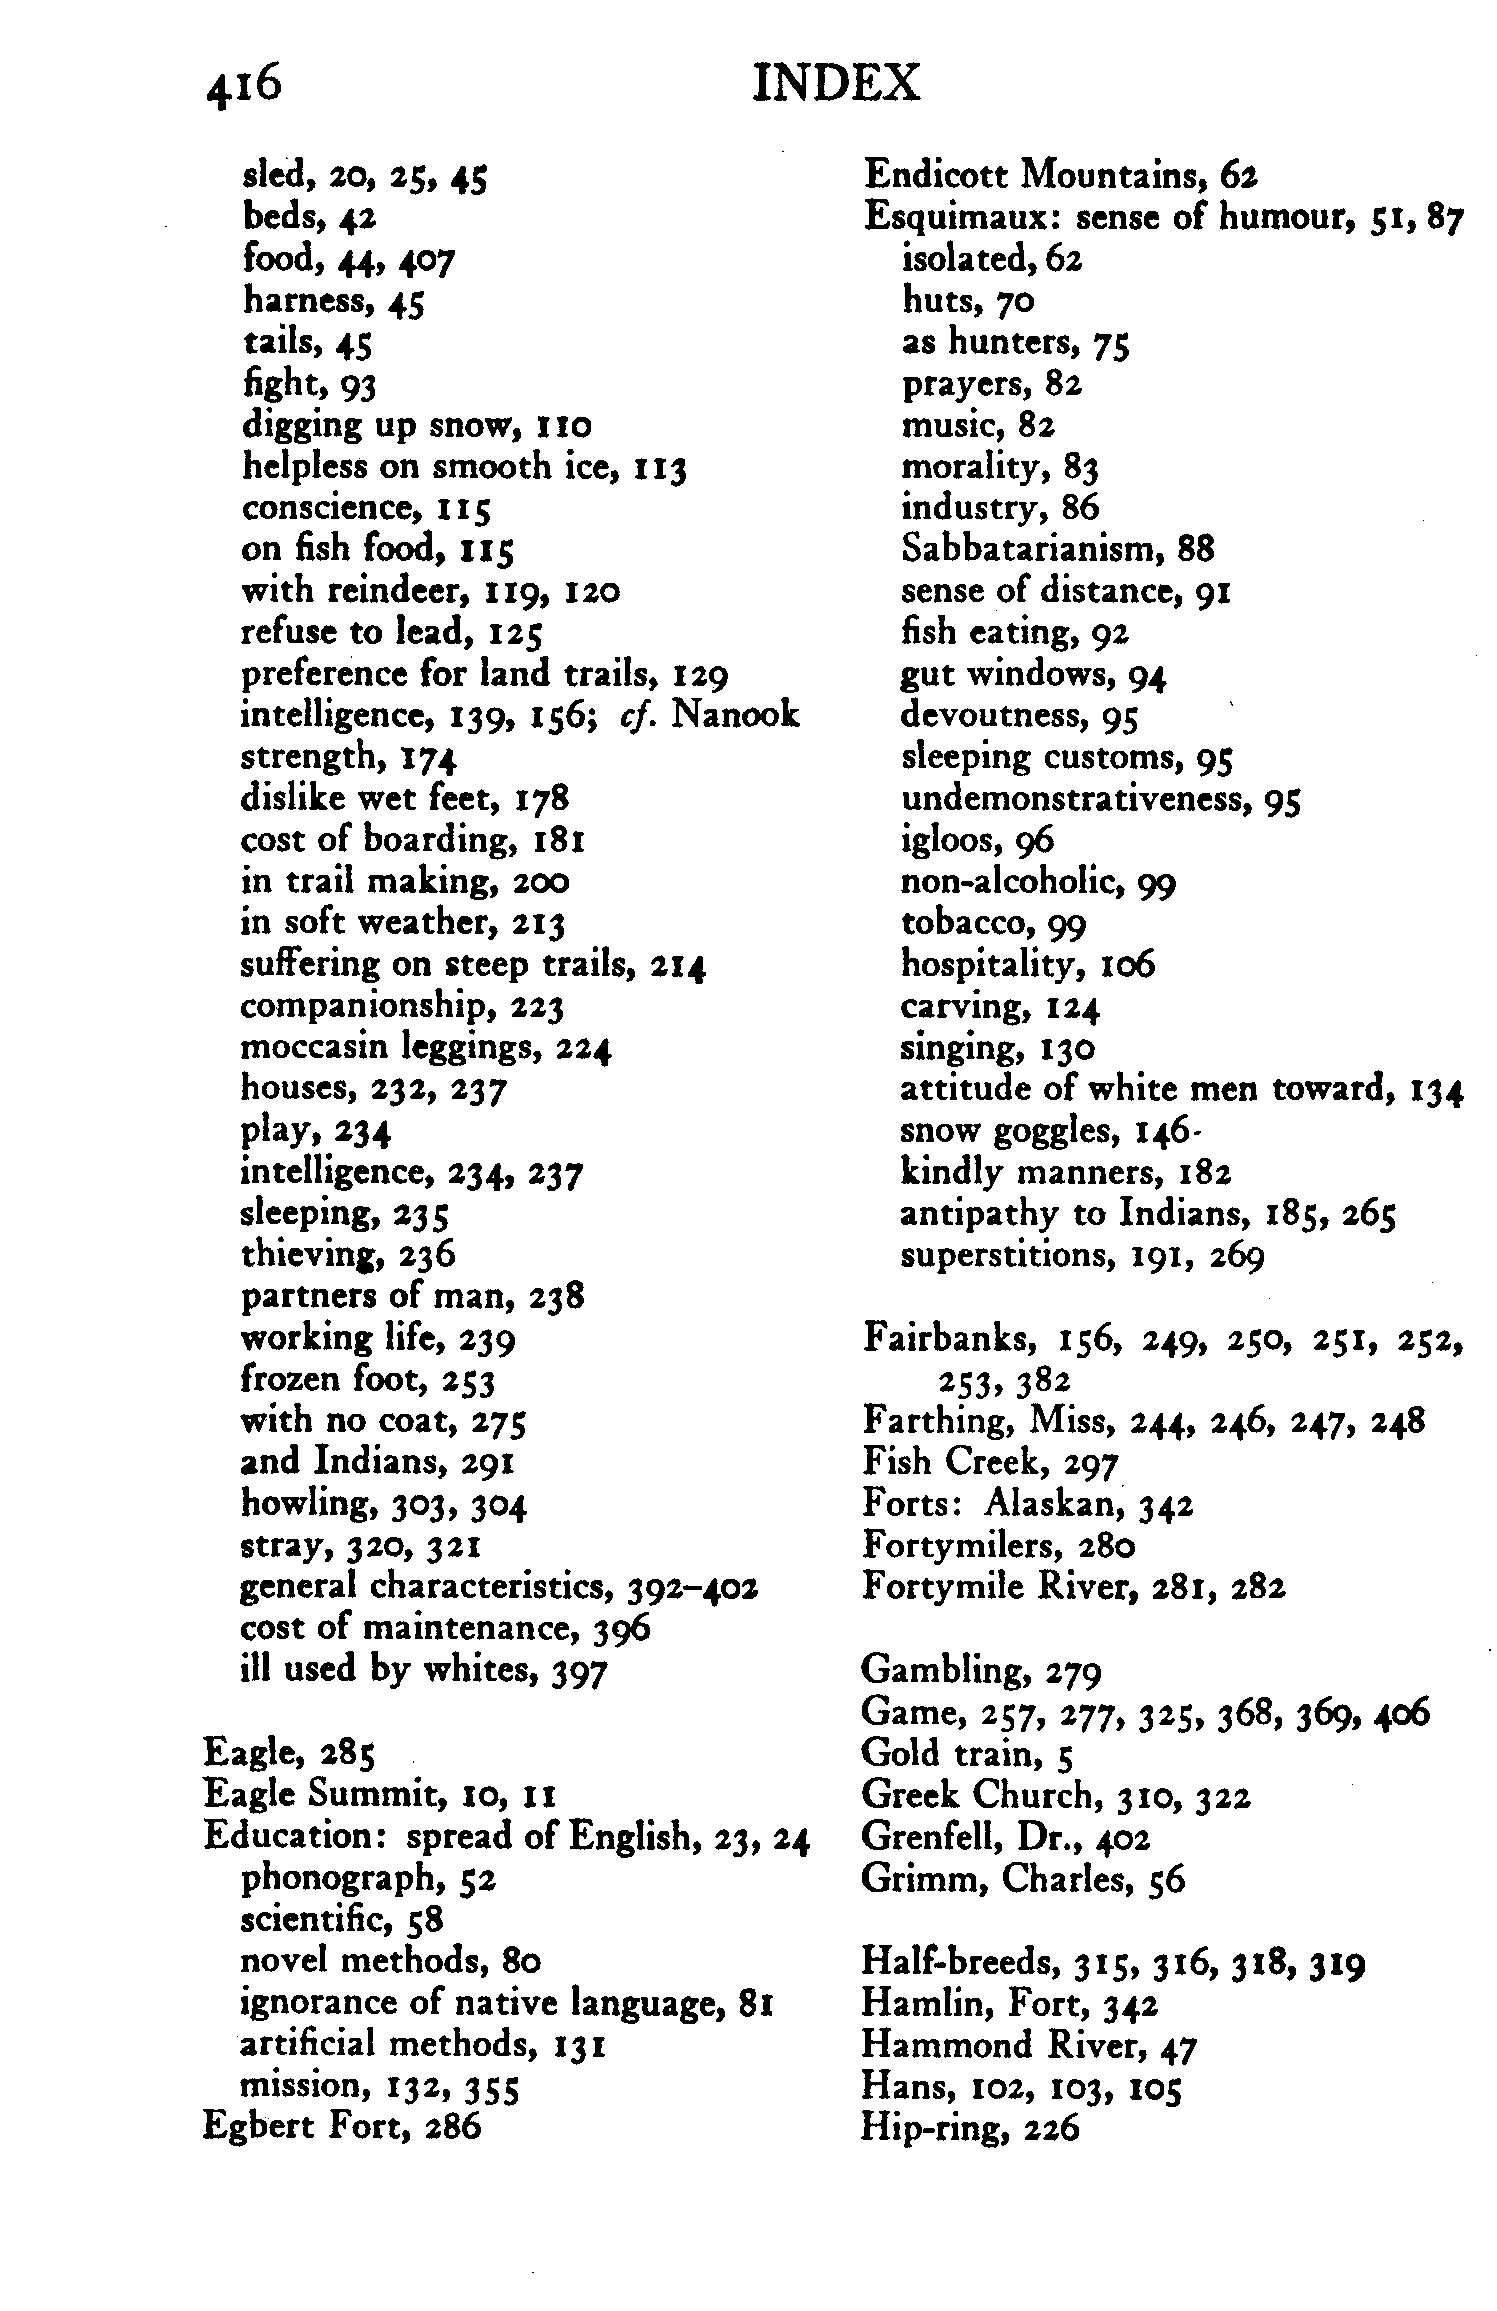 416 INDEX
sled, 20, 25, 45
beds, 42
food, 44, 407
harness, 45
tails, 45
fight, 93
digging up snow, 110
helpless on smooth ice, 113
conscience, 115
on fish food, 115
with reindeer, 119, 120
refuse to lead, 125
preference for land trails, 129
intelligence, 139, 156; cf. Nanook
strength, 174
dislike wet feet, 178
cost of boarding, 181
in trail making, 200
in soft weather, 213
suffering on steep trails, 214
companionship, 223
moccasin leggings, 224
houses, 232, 237
play, 234
intelligence, 234, 237
sleeping, 235
thieving, 236
partners of man, 238
working life, 239
frozen foot, 253
with no coat, 275
and Indians, 291
howling, 303, 304
stray, 320, 321
general characteristics, 392–402
cost of maintenance, 396
ill used by whites, 397
Eagle, 285
Eagle Summit, 10, 11
Education: spread of English, 23, 24
phonograph, 52
scientific, 58
novel methods, 80
ignorance of native language, 81
artificial methods, 131
mission, 132, 355
Egbert Fort, 286
Endicott Mountains, 62
Esquimaux: sense of humour, 51, 87
isolated, 62
huts, 70
as hunters, 75
prayers, 82
music, 82
morality, 83
industry, 86
Sabbatarianism, 88
sense of distance, 91
fish eating, 92
gut windows, 94
devoutness, 95
sleeping customs, 95
undemonstrativeness, 95
igloos, 96
non-alcoholic, 99
tobacco, 99
hospitality, 106
carving, 124
singing, 130
attitude of white men toward, 134
snow goggles, 146
kindly manners, 182
antipathy to Indians, 185, 265
superstitions, 191, 269
Fairbanks, 156, 249, 250, 251, 252,
253, 382
Farthing, Miss, 244, 246, 247, 248
Fish Creek, 297
Forts: Alaskan, 342
Fortymilers, 280
Fortymile River, 281, 282
Gambling, 279
Game, 257, 277, 325, 368, 369, 406
Gold train, 5
Greek Church, 310, 322
Grenfell, Dr., 402
Grimm, Charles, 56
Half-breeds, 315, 316, 318, 319
Hamlin, Fort, 342
Hammond River, 47
Hans, 102, 103, 105
Hip-ring, 226